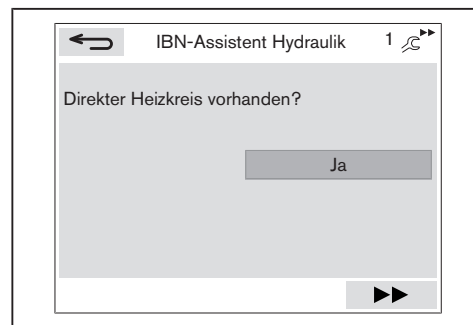 IBN-Assistent Hydraulik 1
Direkter Heizkreis vorhanden?
Ja